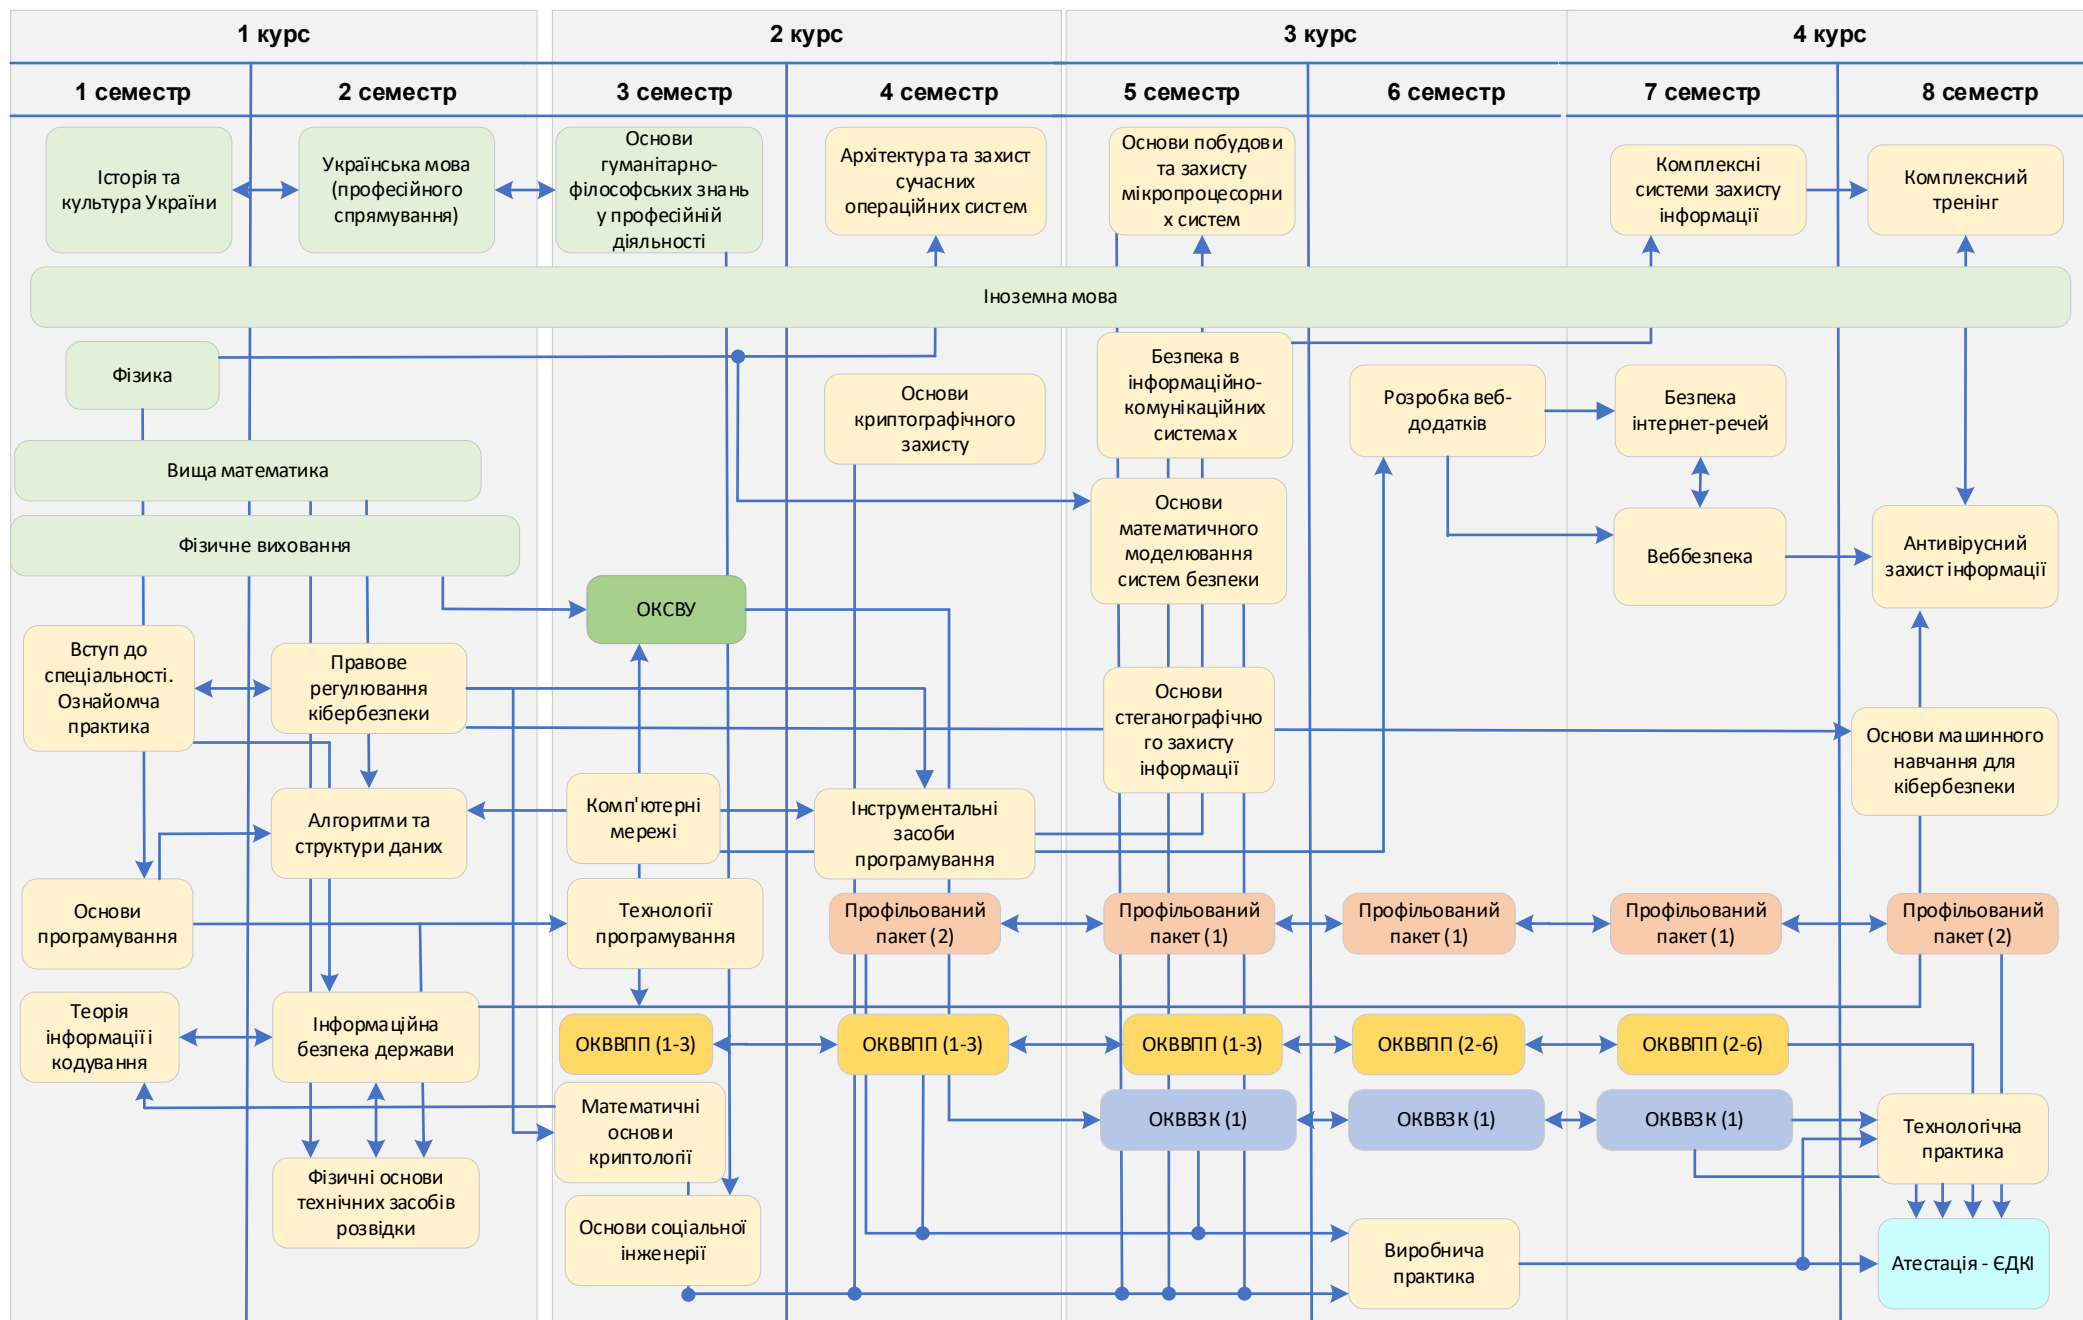 1 курс
2 курс
3 курс
4 курс
1 семестр
2 семестр
3 семестр
4 семестр
5 семестр
6 семестр
7 семестр
8 семестр
Історія та
культура України
Українська мова
(професійного
спрямування)
Основи
гуманітарно-
філософських знань
у професійній
діяльності
Архітектура та захист
сучасних
операційних систем
Основи побудови
та захисту
мікропроцесорни
х систем
Комплексні
системи захисту
інформації
Комплексний
тренінг
Іноземна мова
Фізика
Безпека в
інформаційно-
комунікаційних
системах
Основи
криптографічного
захисту
Розробка веб-
додатків
Безпека
інтернет-речей
Вища математика
Основи
математичного
моделювання
систем безпеки
Фізичне виховання
Веббезпека
Антивірусний
захист інформації
ОКСВУ
Вступ до
спеціальності.
Ознайомча
практика
Правове
регулювання
кібербезпеки
Основи
стеганографічно
го захисту
інформації
Основи машинного
навчання для
кібербезпеки
Алгоритми та
структури даних
Комп'ютерні
мережі
Інструментальні
засоби
програмування
Основи
програмування
Технології
програмування
Профільований
пакет (2)
Профільований
пакет (1)
Профільований
пакет (1)
Профільований
пакет (1)
Профільований
пакет (2)
Теорія
інформації і
кодування
Інформаційна
безпека держави
ОКВВПП (1-3)
ОКВВПП (1-3)
ОКВВПП (1-3)
ОКВВПП (2-6)
ОКВВПП (2-6)
Математичні
основи
криптології
ОКВВЗК (1)
ОКВВЗК (1)
ОКВВЗК (1)
Технологічна
практика
Фізичні основи
технічних засобів
розвідки
Основи соціальної
інженерії
Виробнича
практика
Атестація - ЄДКІ